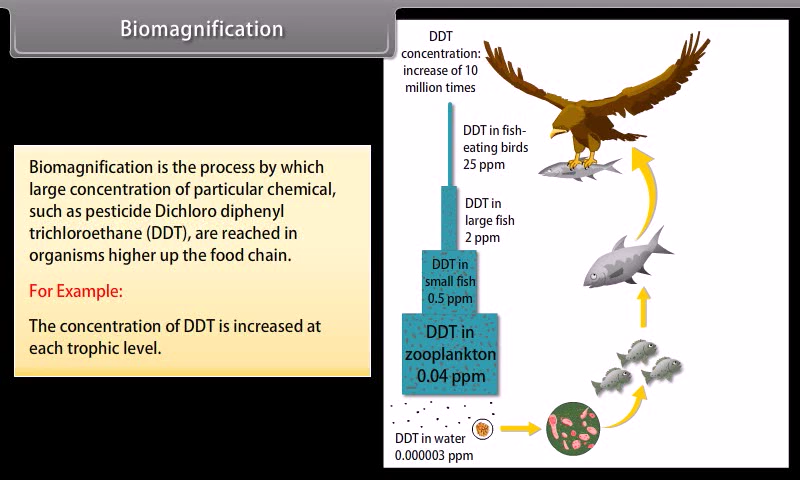 Biomagnification
Biomagnification is the process by which
large concentration of particular chemical,
such as pesticide Dichloro diphenyl
trichloroethane (DDT), are reached in
organisms higher up the food chain.
For Example:
The concentration of DDT is increased at
each trophic level.
DDT
concentration:
increase of 10
million times
DDT in fish-
eating birds
25 ppm
DDT in
large fish
2 ppm
DDT in
small fish
0.5 ppm
DDT in
zooplankton
0.04 ppm
DDT in water
0.000003 ppm